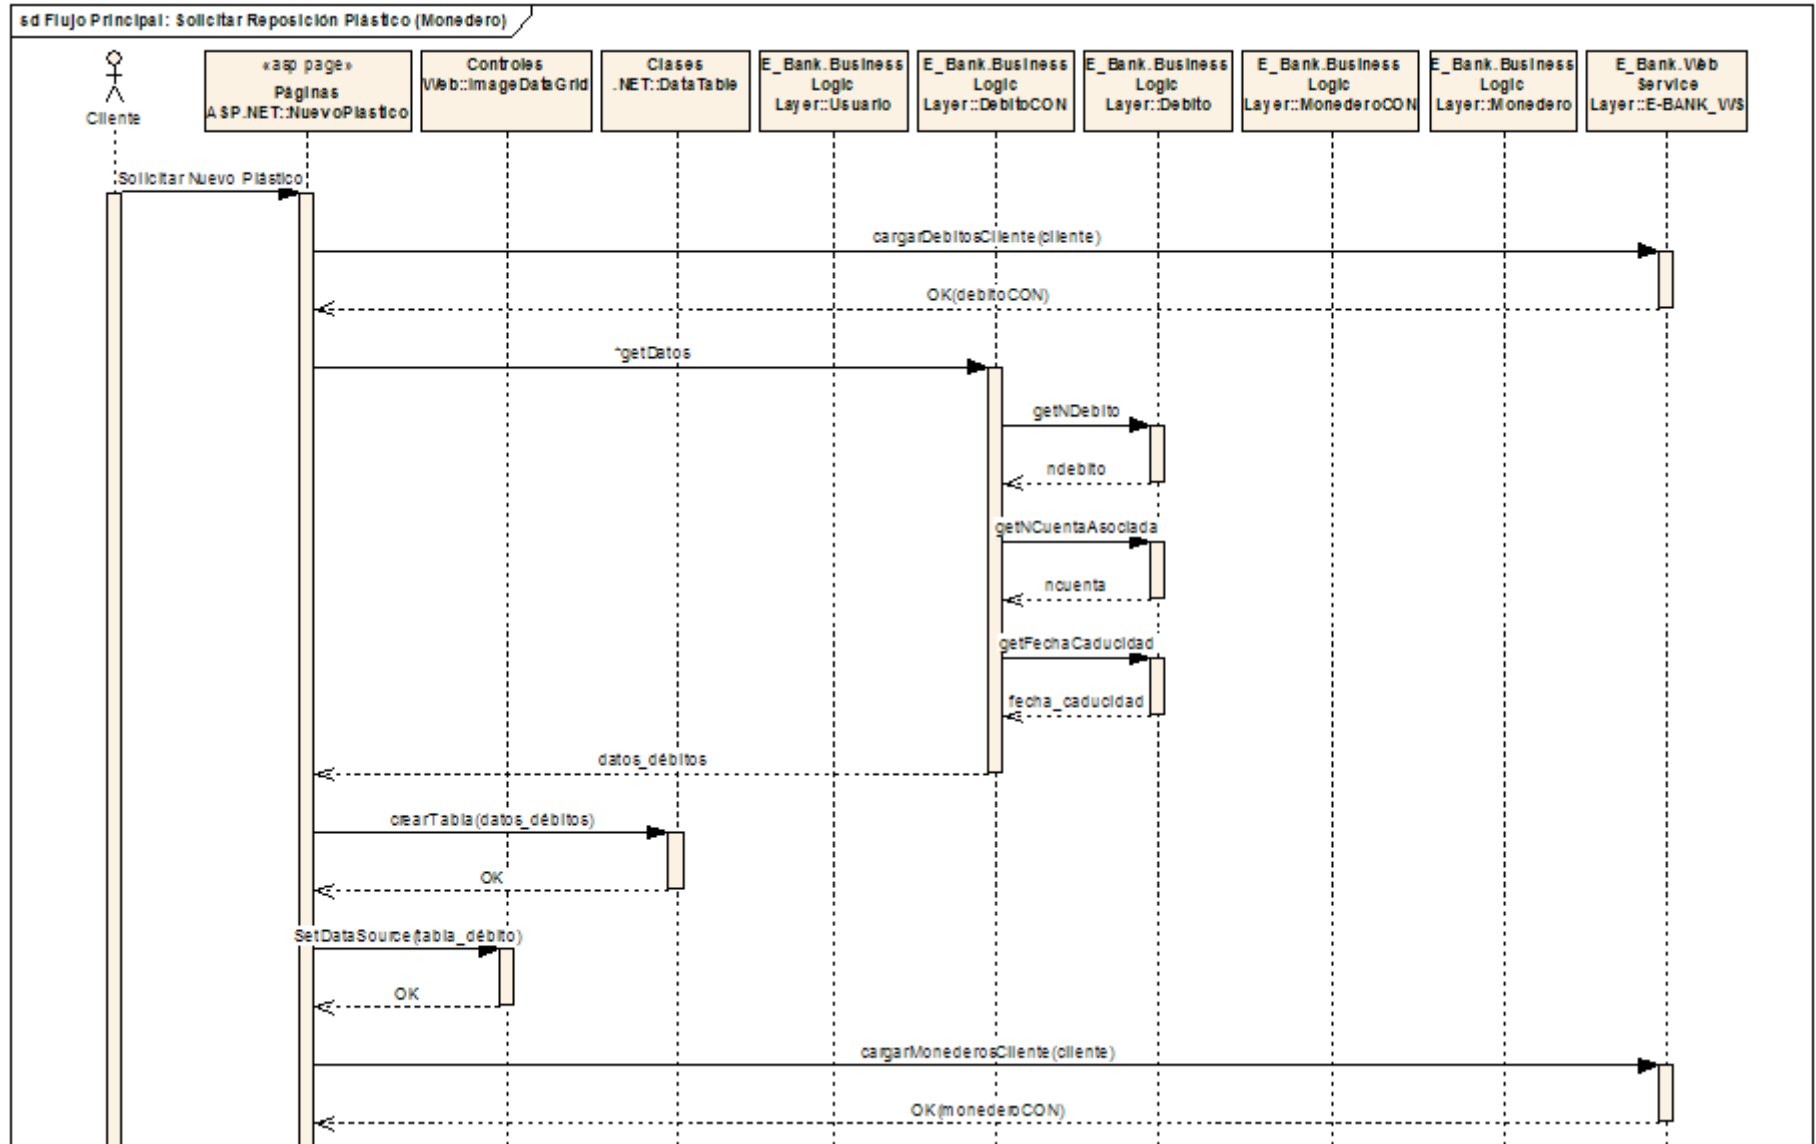 sd Flujo Principal: Solicitar Reposición Plástico (Monedero)
Cliente
«asp page»
Páginas
ASP.NET::NuevoPlastico
Controles
Web::ImageDataGrid
Clases
.NET::DataTable
E_Bank.Business
Logic
Layer::Usuario
E_Bank.Business
Logic
Layer::DebitoCON
E_Bank.Business
Logic
Layer::Debito
E_Bank.Business
Logic
Layer::MonederoCON
E_Bank.Business
Logic
Layer::Monedero
E_Bank.Web
Service
Layer::E-BANK_WS
Solicitar Nuevo Plástico
cargarDebitosCliente(cliente)
OK(debitoCON)
*getDatos
getNDebito
ndebito
getNCuentaAsociada
ncuenta
getFechaCaducidad
fecha_caducidad
datos_débitos
crearTabla(datos_débitos)
OK
SetDataSource(tabla_débito)
OK
cargarMonederosCliente(cliente)
OK(monederoCON)